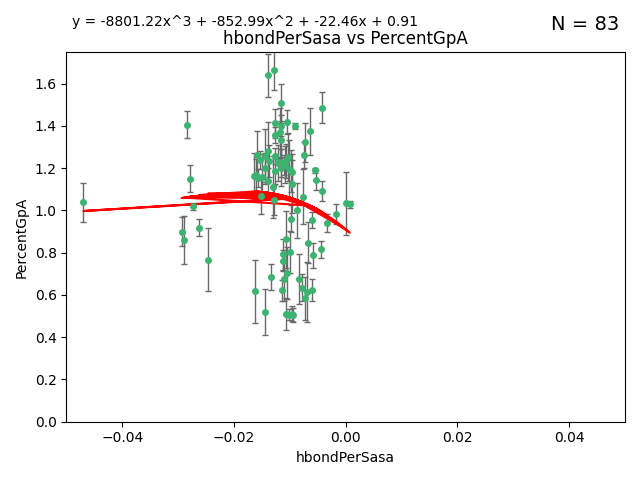 y = -8801.22x^3 + -852.99x^2 + -22.46x + 0.91
N = 83
hbondPerSasa vs PercentGpA
PercentGpA
1.6
1.4
1.2
1.0
0.8
0.6
0.4
0.2
0.0
−0.04
−0.02
0.00
0.02
0.04
hbondPerSasa